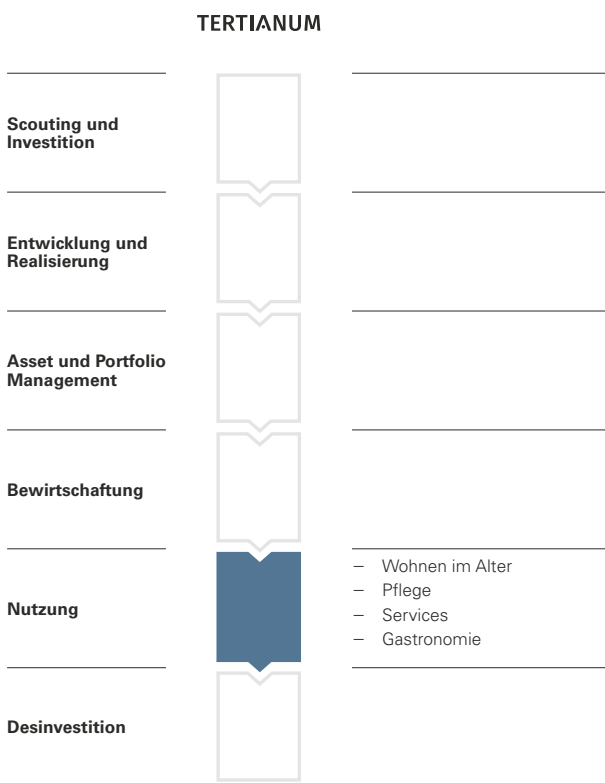 TERTIANUM
Scouting und
Investition
Entwicklung und
Realisierung
Asset und Portfolio
Management
Bewirtschaftung
Nutzung
– Wohnen im Alter
– Pflege
– Services
– Gastronomie
Desinvestition